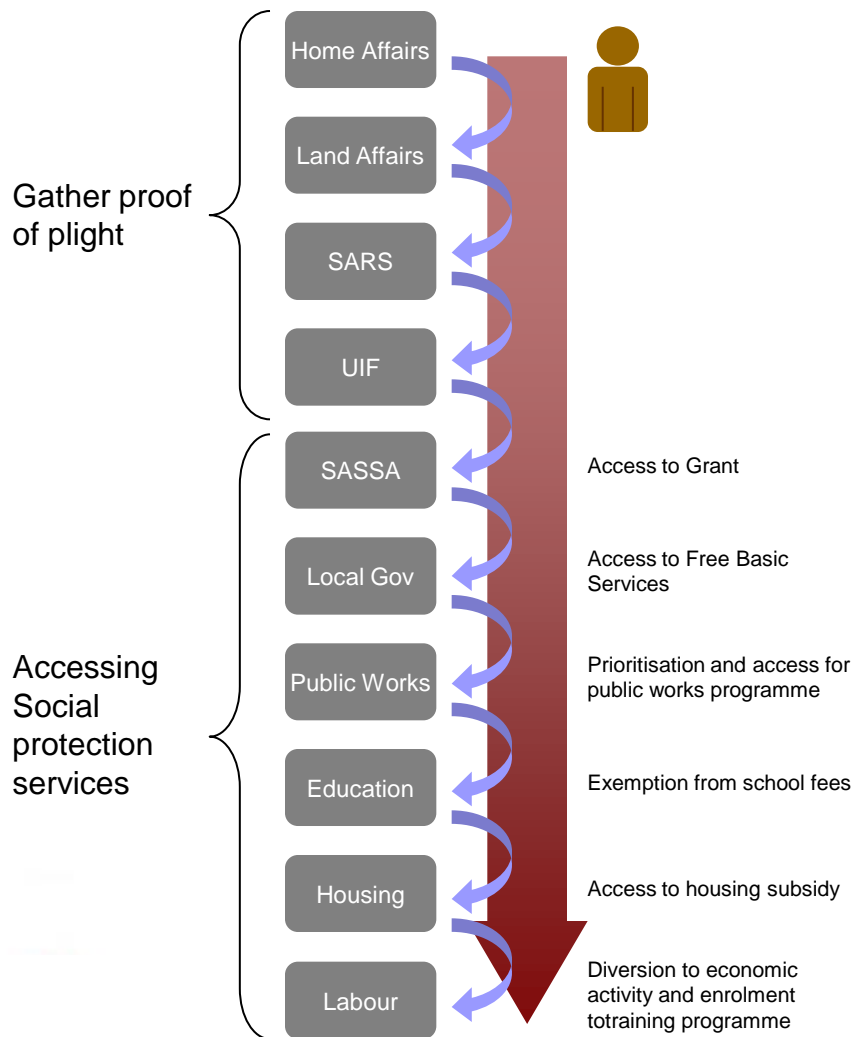 Home Affairs
Land Affairs
Gather proof
of plight
SARS
UIF
SASSA
Access to Grant
Local Gov
Access to Free Basic
Services
Accessing
Social
protection
services
Public Works
Prioritisation and access for
public works programme
Education
Exemption from school fees
Housing
Access to housing subsidy
Labour
Diversion to economic
activity and enrolment
totraining programme